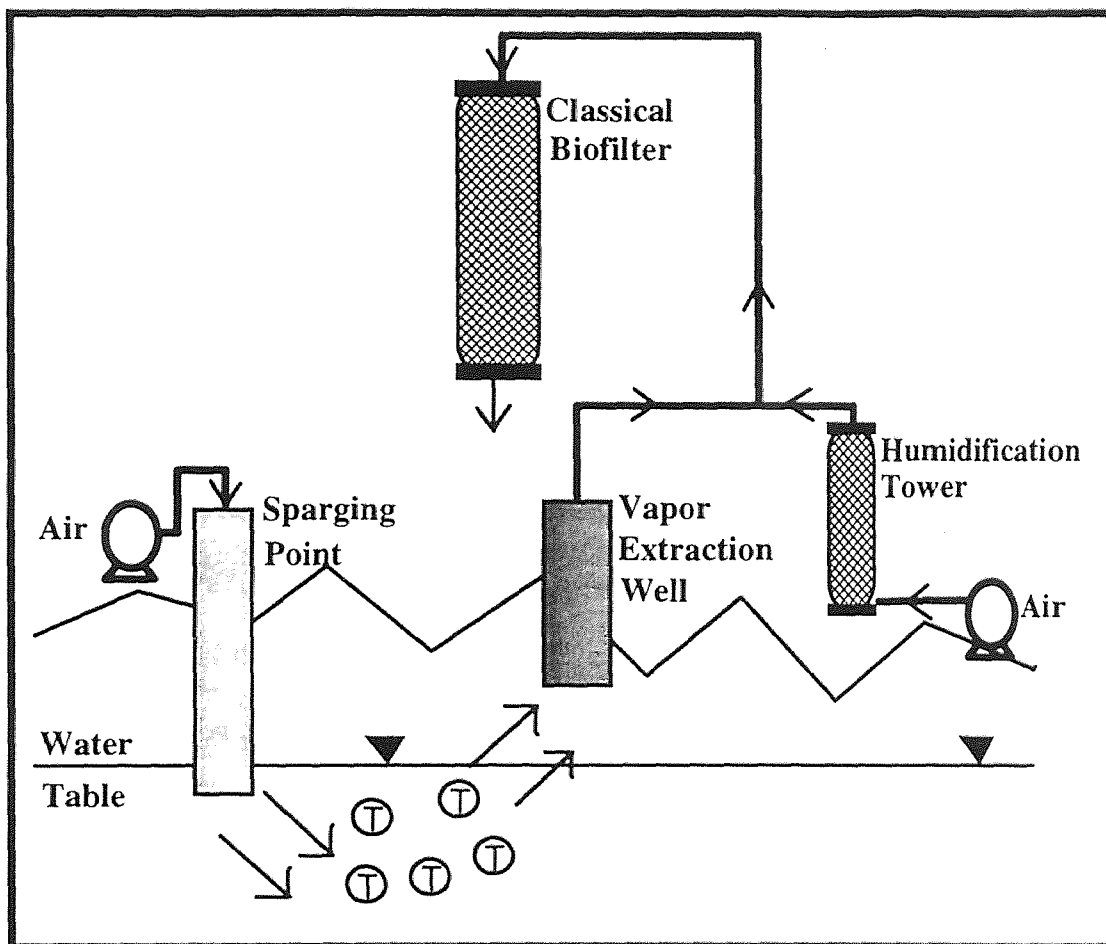 Classical
Biofilter
Humidification
Tower
Air
Sparging
Point
Vapor
Extraction
Well
Air
Water
Table
T
T
T
T
T